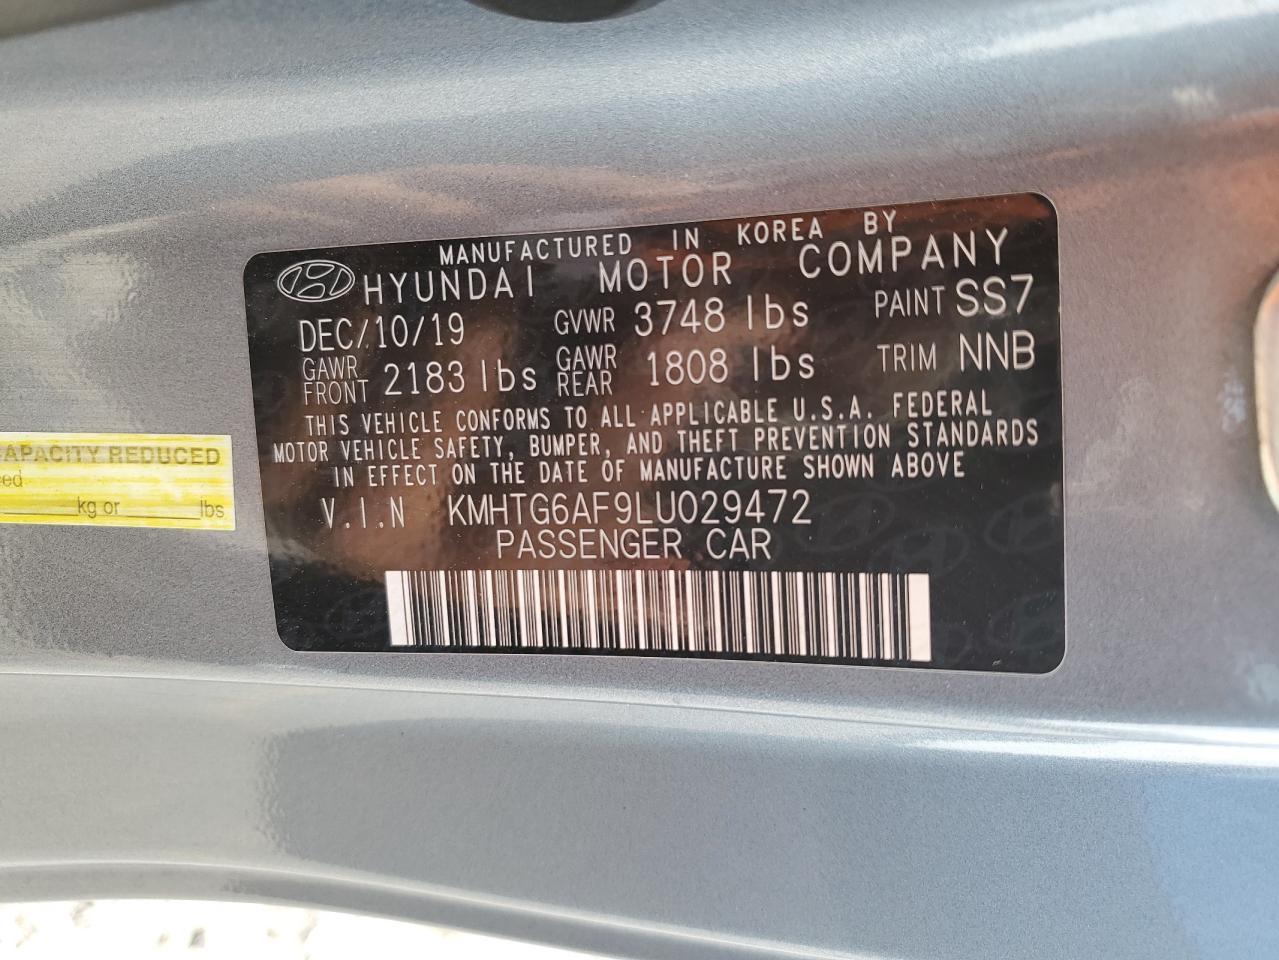 MANUFACTURED IN KOREA BY
HYUNDAI MOTOR COMPANY
DEC/10/19 GVWR 3748 lbs PAINT SS7
GAWR FRONT 2183 lbs GAWR REAR 1808 lbs TRIM NNB
THIS VEHICLE CONFORMS TO ALL APPLICABLE U.S.A. FEDERAL
MOTOR VEHICLE SAFETY, BUMPER, AND THEFT PREVENTION STANDARDS
IN EFFECT ON THE DATE OF MANUFACTURE SHOWN ABOVE
V.I.N KMHTG6AF9LU029472
PASSENGER CAR
CAPACITY REDUCED
kg or lbs